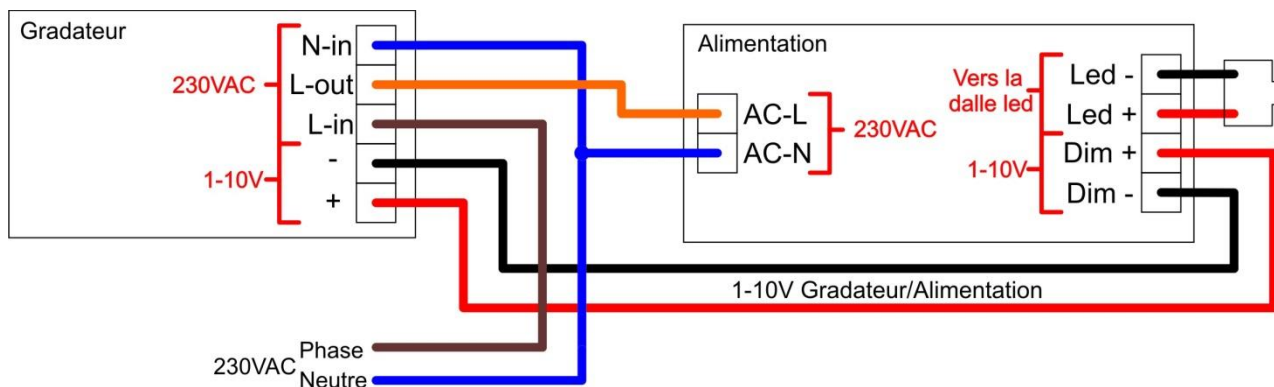 Gradateur
N-in
230VAC
L-out
L-in
-
1-10V
+
Alimentation
AC-L
AC-N
230VAC
Vers la
dalle led
Led -
Led +
1-10V
Dim +
Dim -
1-10V Gradateur/Alimentation
230VAC
Phase
Neutre